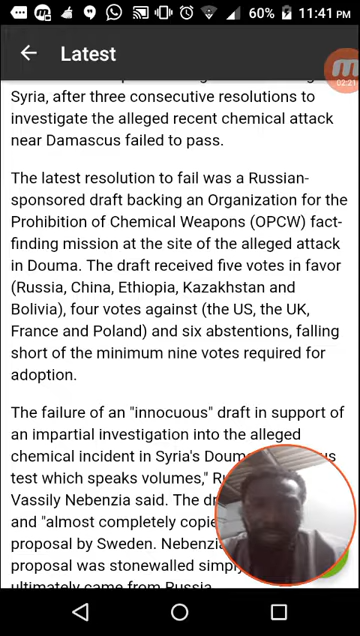 60% 11:41 PM
Latest
02:21
Syria, after three consecutive resolutions to
investigate the alleged recent chemical attack
near Damascus failed to pass.
The latest resolution to fail was a Russian-
sponsored draft backing an Organization for the
Prohibition of Chemical Weapons (OPCW) fact-
finding mission at the site of the alleged attack
in Douma. The draft received five votes in favor
(Russia, China, Ethiopia, Kazakhstan and
Bolivia), four votes against (the US, the UK,
France and Poland) and six abstentions, falling
short of the minimum nine votes required for
adoption.
The failure of an "innocuous" draft in support of
an impartial investigation into the alleged
chemical incident in Syria's
test which speaks volumes,"
Vassily Nebenzia said. The
and "almost completely
proposal by Sweden.
proposal was stonewalled
ultimately came from Russia